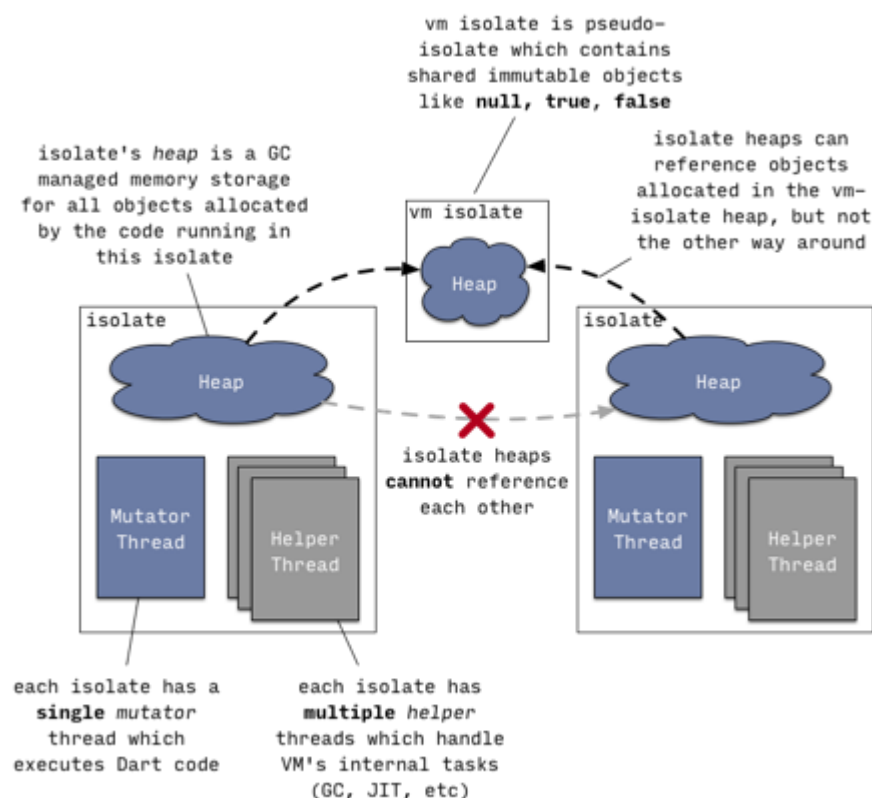 vm isolate is pseudo-
isolate which contains
shared immutable objects
like null, true, false
isolate's heap is a GC
managed memory storage
for all objects allocated
by the code running in
this isolate
isolate heaps can
reference objects
allocated in the vm-
isolate heap, but not
the other way around
vm isolate
Heap
isolate
Heap
isolate
Heap
isolate heaps
cannot reference
each other
Mutator
Thread
Helper
Thread
Mutator
Thread
Helper
Thread
each isolate has a
single mutator
thread which
executes Dart code
each isolate has
multiple helper
threads which handle
VM's internal tasks
(GC, JIT, etc)